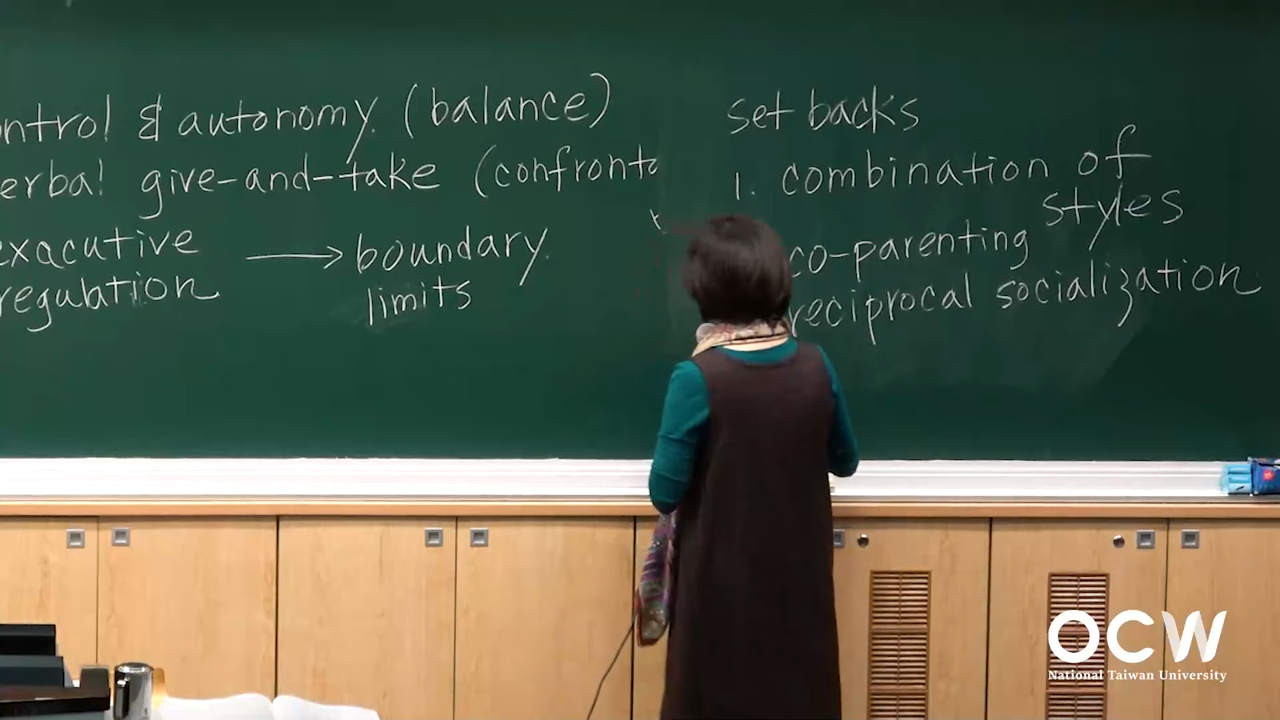 ontrol & autonomy. (balance)
erbal give-and-take (confronta
exacutive → boundary.
regulation limits
set backs
1. combination of
styles
co-parenting
reciprocal socialization
OCW
National Taiwan University